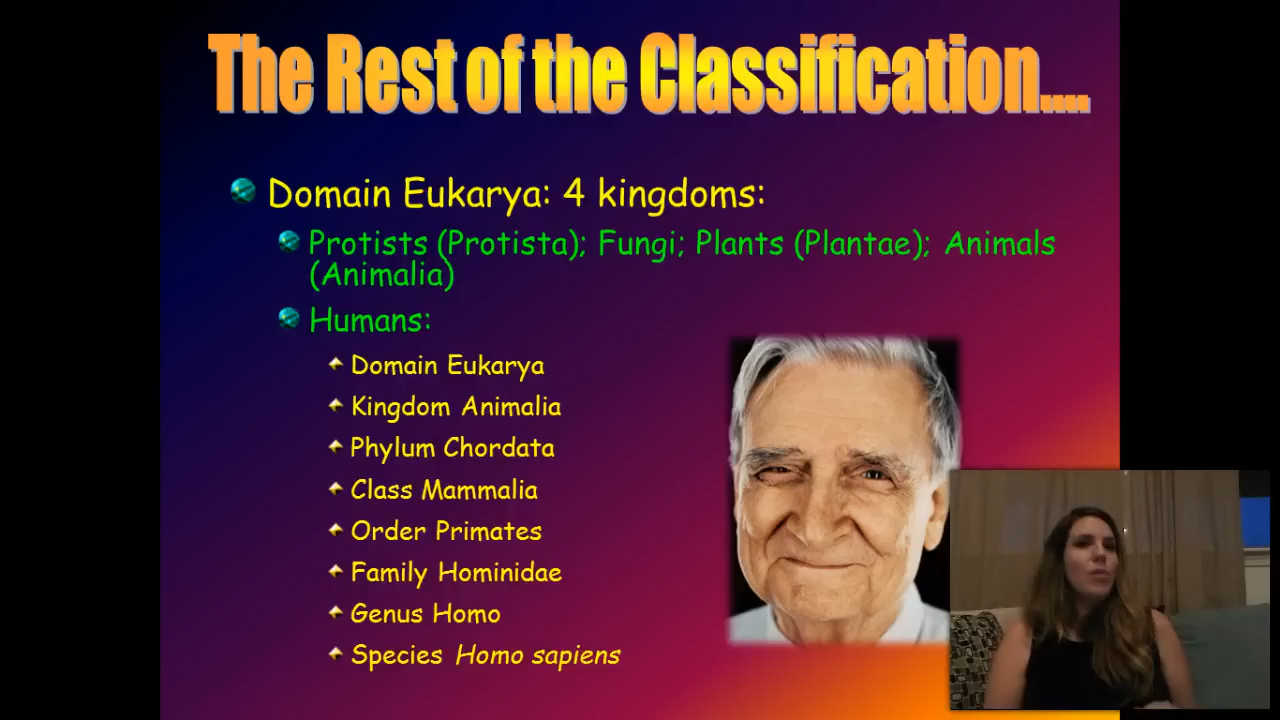 The Rest of the Classification....
Domain Eukarya: 4 kingdoms:
Protists (Protista); Fungi; Plants (Plantae); Animals
(Animalia)
Humans:
Domain Eukarya
Kingdom Animalia
Phylum Chordata
Class Mammalia
Order Primates
Family Hominidae
Genus Homo
Species Homo sapiens